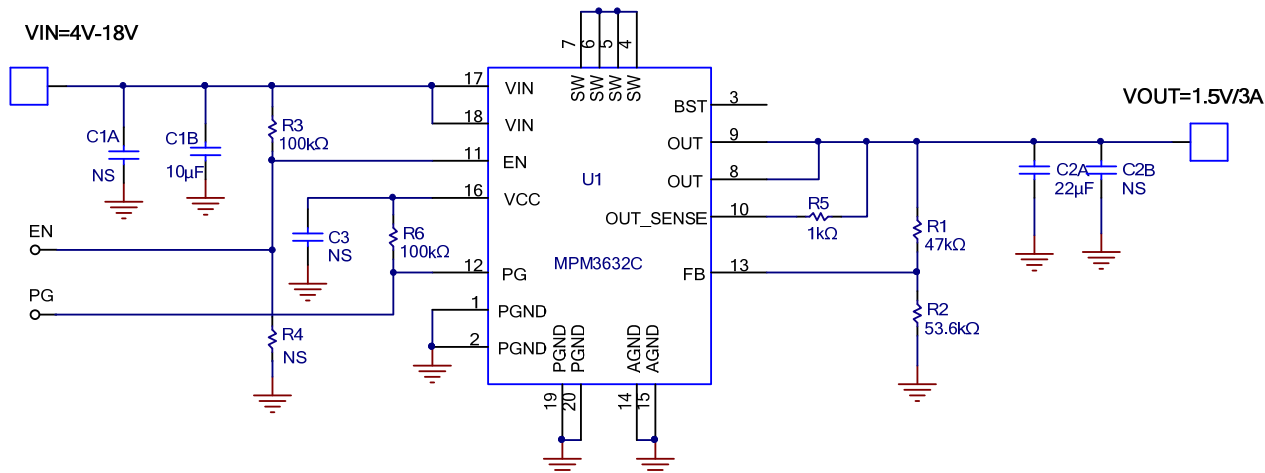 VIN=4V-18V
7
6
5
4
SW
SW
SW
SW
17
VIN
18
VIN
BST
3
VOUT=1.5V/3A
C1A
NS
C1B
10µF
R3
100kΩ
11
EN
OUT
9
OUT
8
U1
C2A
22µF
C2B
NS
16
VCC
OUT_SENSE
10
R5
1kΩ
EN
C3
NS
R6
100kΩ
R1
47kΩ
MPM3632C
12
PG
FB
13
PG
1
PGND
2
PGND
R4
NS
R2
53.6kΩ
PGND
PGND
AGND
AGND
19
20
14
15